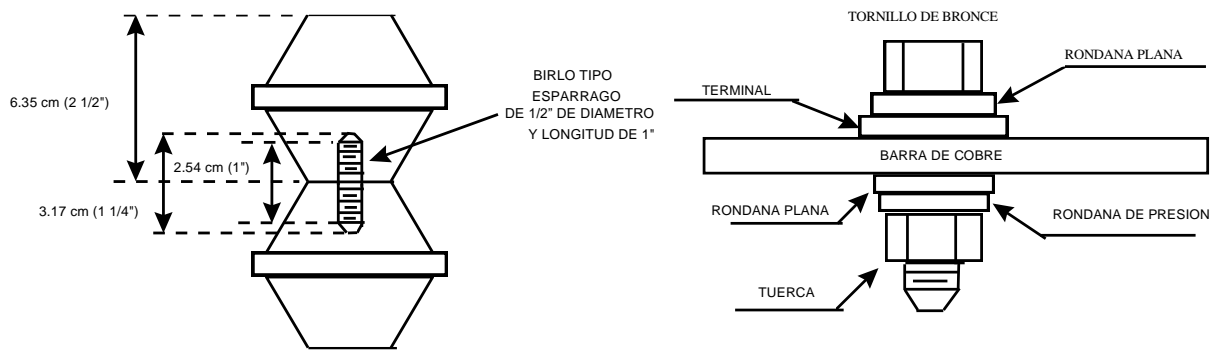 6.35 cm (2 1/2")
2.54 cm (1")
3.17 cm (1 1/4")
BIRLO TIPO
ESPARRAGO
DE 1/2" DE DIAMETRO
Y LONGITUD DE 1"
TORNILLO DE BRONCE
RONDANA PLANA
TERMINAL
BARRA DE COBRE
RONDANA PLANA
RONDANA DE PRESION
TUERCA